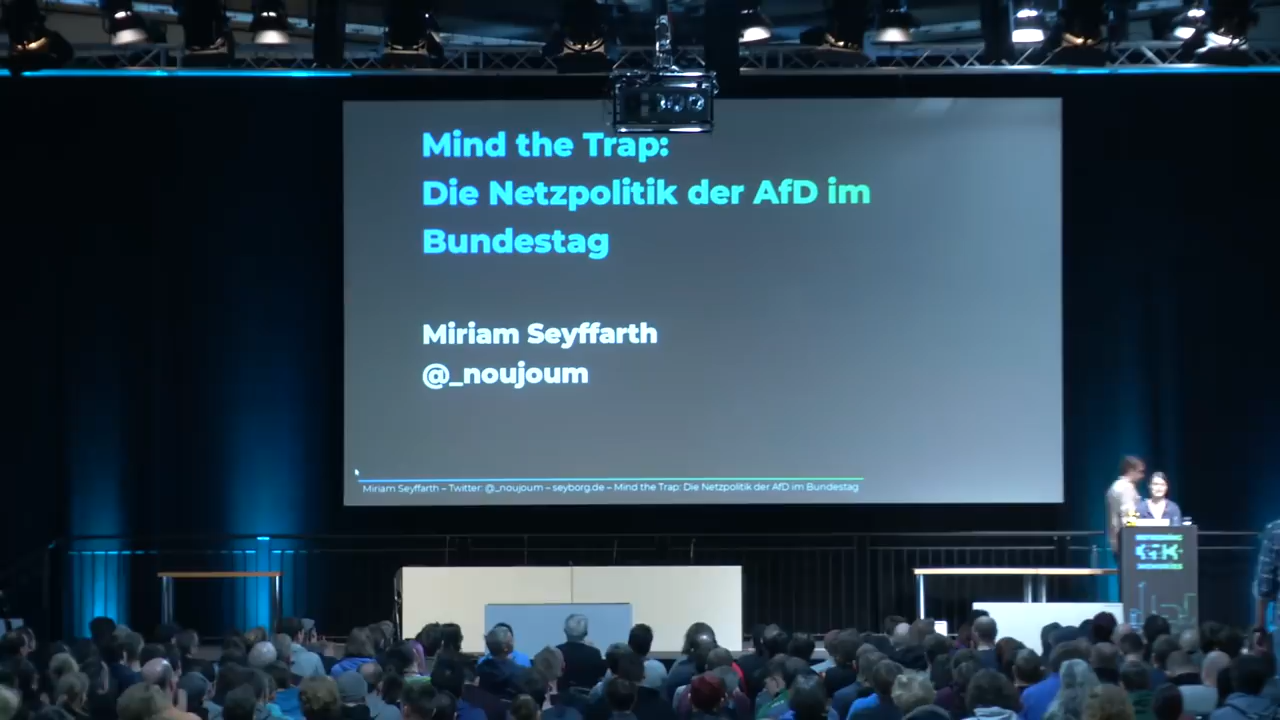 Mind the Trap:
Die Netzpolitik der AfD im
Bundestag
Miriam Seyffarth
@_noujoum
Miriam Seyffarth – Twitter: @_noujoum – seyborg.de – Mind the Trap: Die Netzpolitik der AfD im Bundestag